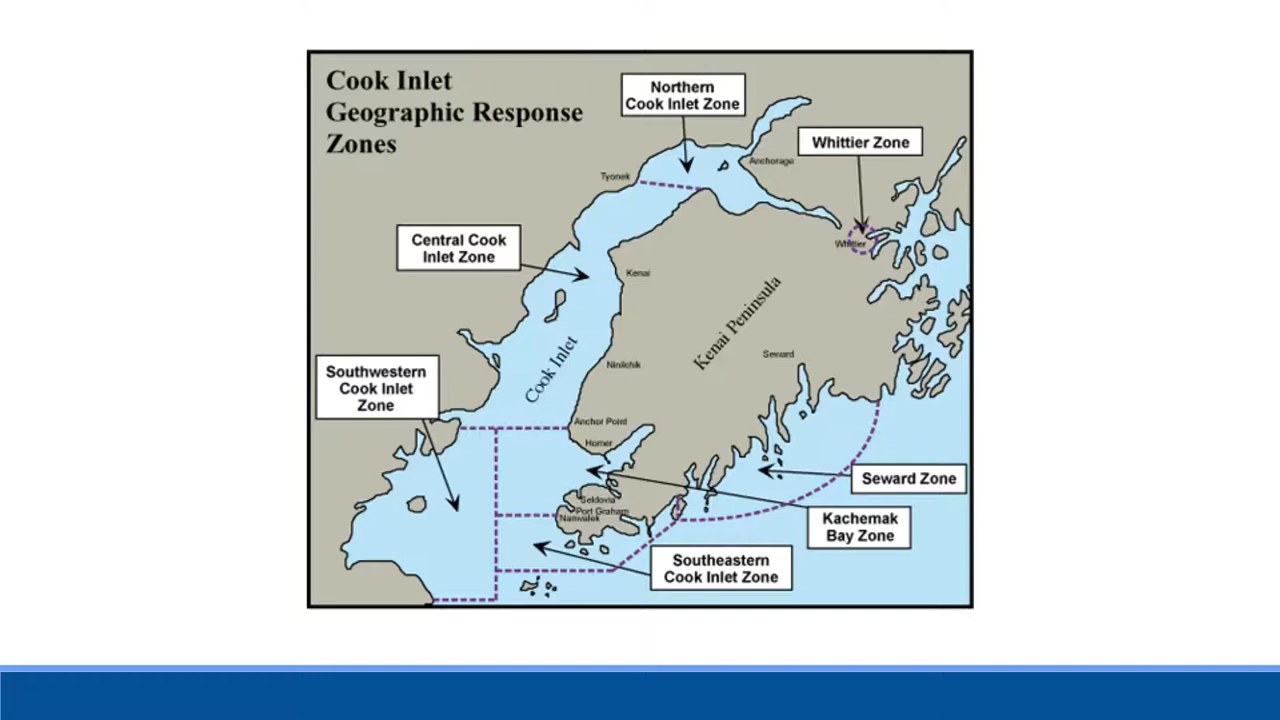 Cook Inlet
Geographic Response
Zones
Northern
Cook Inlet Zone
Whittier Zone
Anchorage
Tyonek
Central Cook
Inlet Zone
Whittier
Kenai
Kenai Peninsula
Cook Inlet
Seward
Ninilchik
Southwestern
Cook Inlet
Zone
Anchor Point
Homer
Seward Zone
Seldovia
Port Graham
Nanwalek
Kachemak
Bay Zone
Southeastern
Cook Inlet Zone